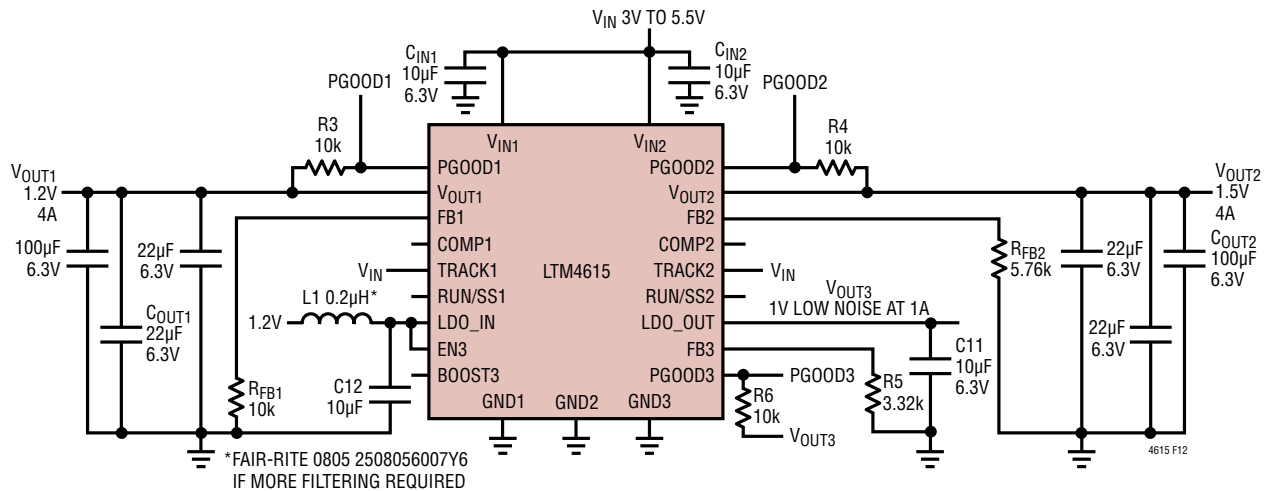 VIN 3V TO 5.5V
CIN1
10µF
6.3V
CIN2
10µF
6.3V
PGOOD1
PGOOD2
R3
10k
R4
10k
VIN1
VIN2
PGOOD1
PGOOD2
VOUT1
1.2V
4A
VOUT1
VOUT2
VOUT2
1.5V
4A
FB1
FB2
100µF
6.3V
22µF
6.3V
COUT1
22µF
6.3V
COMP1
COMP2
VIN
TRACK1
LTM4615
TRACK2
VIN
RFB2
5.76k
22µF
6.3V
COUT2
100µF
6.3V
22µF
6.3V
RUN/SS1
RUN/SS2
L1 0.2µH*
1.2V
LDO_IN
LDO_OUT
VOUT3
1V LOW NOISE AT 1A
EN3
FB3
C11
10µF
6.3V
BOOST3
PGOOD3
PGOOD3
RFB1
10k
C12
10µF
R6
10k
R5
3.32k
GND1
GND2
GND3
VOUT3
*FAIR-RITE 0805 2508056007Y6
IF MORE FILTERING REQUIRED
4615 F12